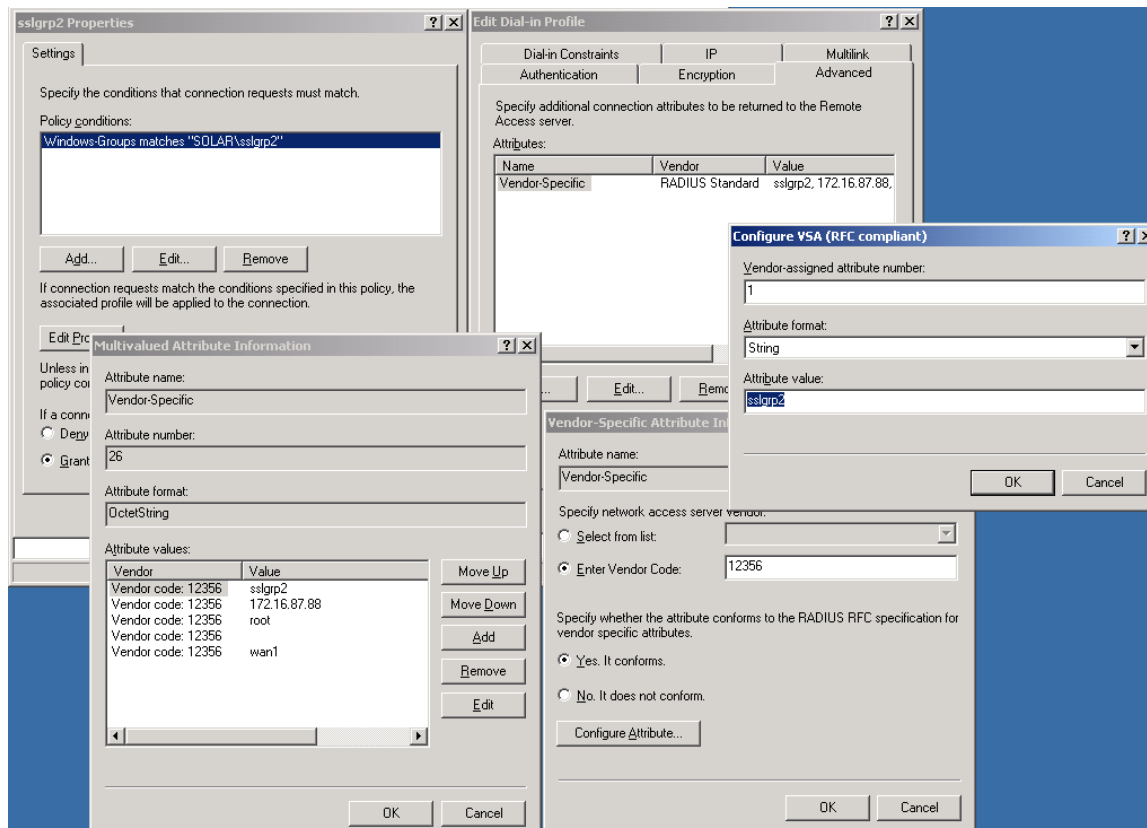 sslgrp2 Properties
Settings
Specify the conditions that connection requests must match.
Policy conditions:
Windows-Groups matches "SOLAR\sslgrp2"
Add...
Edit...
Remove
If connection requests match the conditions specified in this policy, the
associated profile will be applied to the connection.
Edit Pro
Unless in
policy co
If a conn
Deny
Grant
Edit Dial-in Profile
Dial-in Constraints
IP
Multilink
Authentication
Encryption
Advanced
Specify additional connection attributes to be returned to the Remote
Access server.
Attributes:
Name Vendor Value
Vendor-Specific RADIUS Standard sslgrp2, 172.16.87.88,
...
Edit...
Rem
Configure VSA (RFC compliant)
Vendor-assigned attribute number:
1
Attribute format:
String
Attribute value:
sslgrp2
OK
Cancel
Multivalued Attribute Information
Attribute name:
Vendor-Specific
Attribute number:
26
Attribute format:
OctetString
Attribute values:
Vendor Value
Vendor code: 12356 sslgrp2
Vendor code: 12356 172.16.87.88
Vendor code: 12356 root
Vendor code: 12356
Vendor code: 12356 wan1
Move Up
Move Down
Add
Remove
Edit
OK
Cancel
Vendor-Specific Attribute In
Attribute name:
Vendor-Specific
Specify network access server vendor.
Select from list:
Enter Vendor Code:
12356
Specify whether the attribute conforms to the RADIUS RFC specification for
vendor specific attributes.
Yes. It conforms.
No. It does not conform.
Configure Attribute...
OK
Cancel